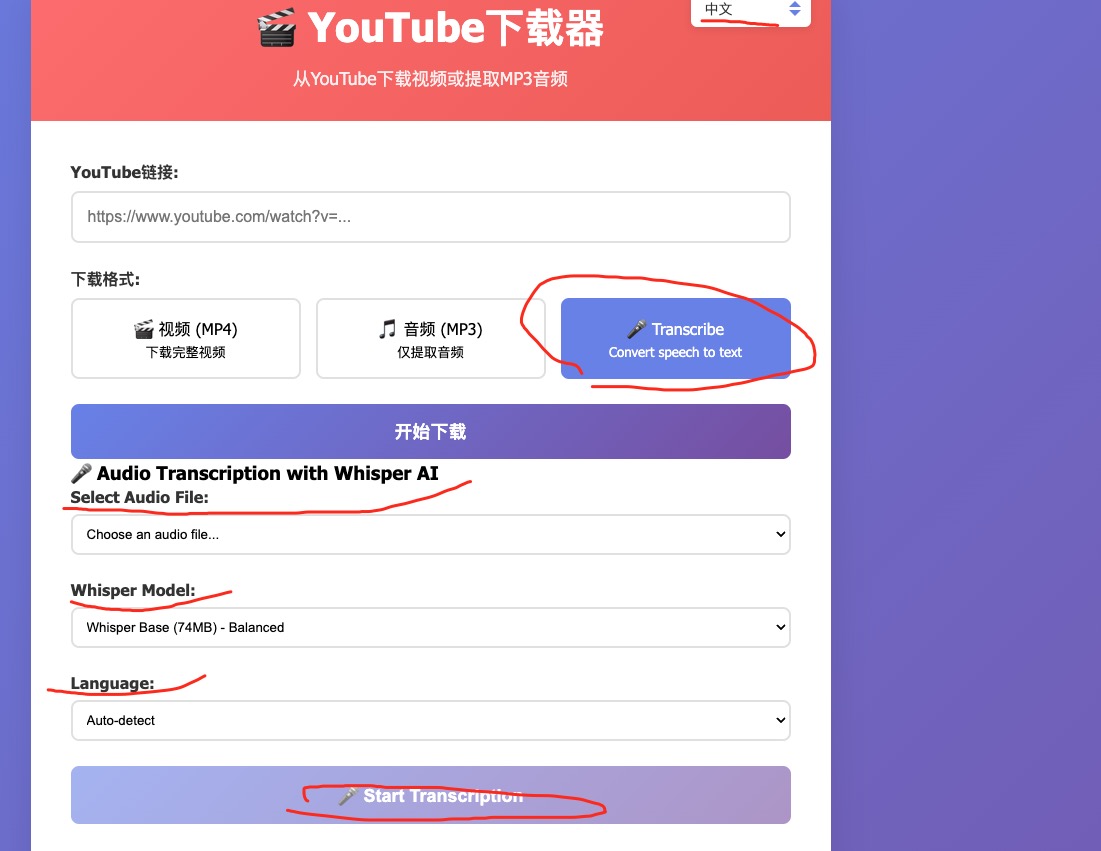 🎬 YouTube下载器
中文
从YouTube下载视频或提取MP3音频
YouTube链接:
https://www.youtube.com/watch?v=...
下载格式:
🎬 视频 (MP4)
下载完整视频
🎵 音频 (MP3)
仅提取音频
🎤 Transcribe
Convert speech to text
开始下载
🎤 Audio Transcription with Whisper AI
Select Audio File:
Choose an audio file...
Whisper Model:
Whisper Base (74MB) - Balanced
Language:
Auto-detect
🎤 Start Transcription